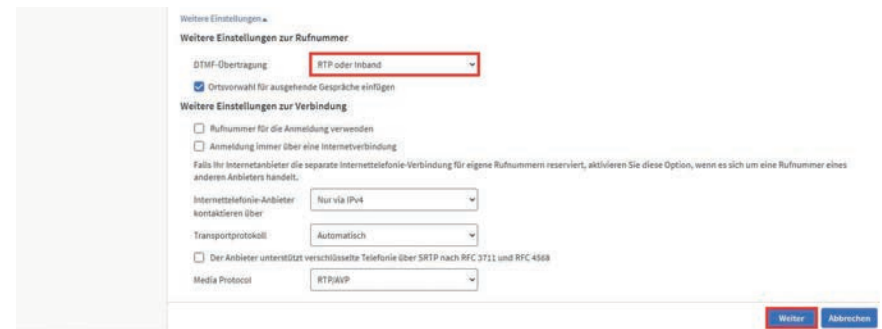 Weitere Einstellungen
Weitere Einstellungen zur Rufnummer
DTMF-Übertragung RTP oder Inband
Ortsvorwahl für ausgehende Gespräche einfügen
Weitere Einstellungen zur Verbindung
Rufnummer für die Anmeldung verwenden
Anmeldung immer über eine Internetverbindung
Falls Ihr Internetanbieter die separate Internettelefonie-Verbindung für eigene Rufnummern reserviert, aktivieren Sie diese Option, wenn es sich um eine Rufnummer eines
anderen Anbieters handelt.
Internettelefonie-Anbieter Nur via IPv4
kontaktieren über
Transportprotokoll Automatisch
Der Anbieter unterstützt verschlüsselte Telefonie über SRTP nach RFC 3711 und RFC 4568
Media Protocol RTP/AVP
Weiter Abbrechen